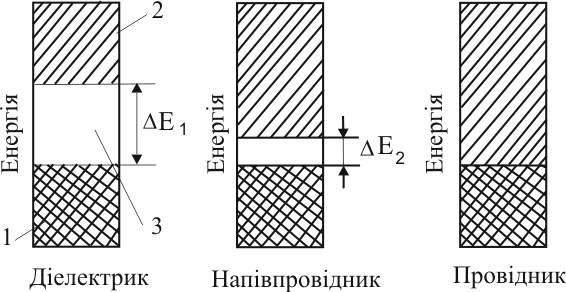 Енергія
2
ΔE 1
3
1
Діелектрик
Енергія
ΔE 2
Напівпровідник
Енергія
Провідник